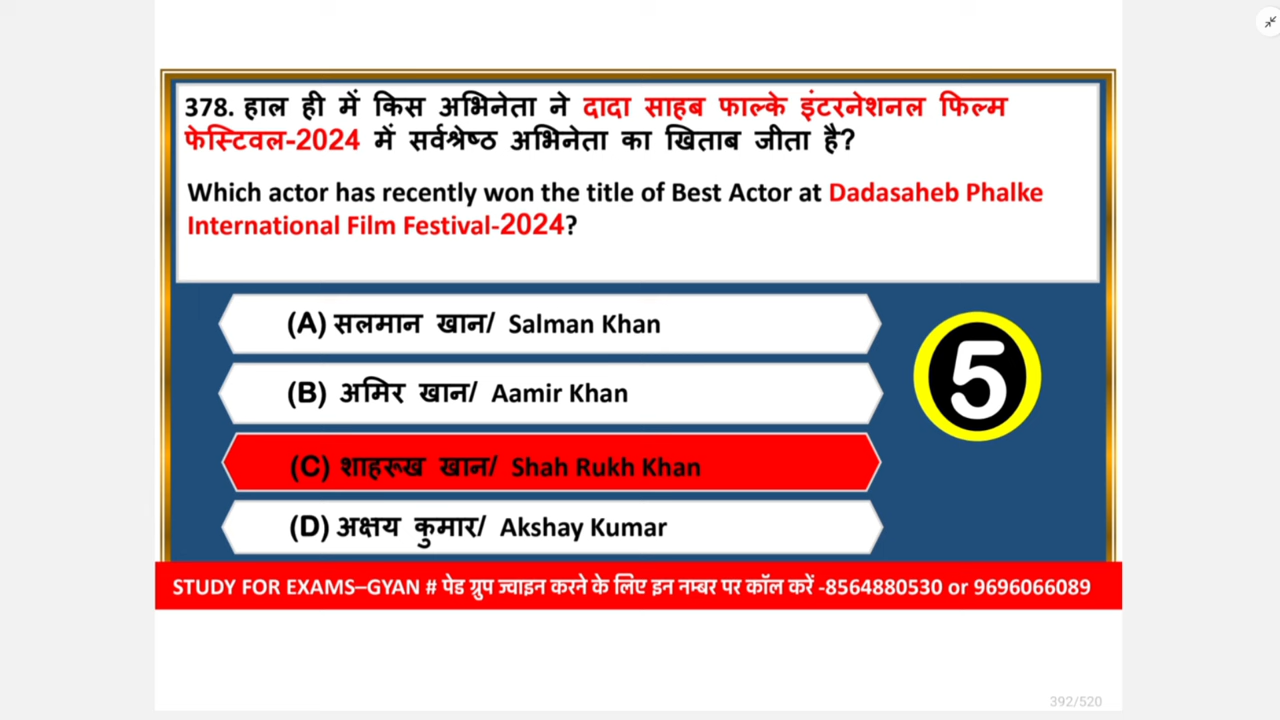 378. हाल ही में किस अभिनेता ने दादा साहब फाल्के इंटरनेशनल फिल्म
फेस्टिवल-2024 में सर्वश्रेष्ठ अभिनेता का खिताब जीता है?
Which actor has recently won the title of Best Actor at Dadasaheb Phalke
International Film Festival-2024?
(A) सलमान खान/ Salman Khan
(B) अमिर खान/ Aamir Khan
5
(C) शाहरूख खान/ Shah Rukh Khan
(D) अक्षय कुमार/ Akshay Kumar
STUDY FOR EXAMS–GYAN # पेड ग्रुप ज्वाइन करने के लिए इन नम्बर पर कॉल करें -8564880530 or 9696066089
392/520